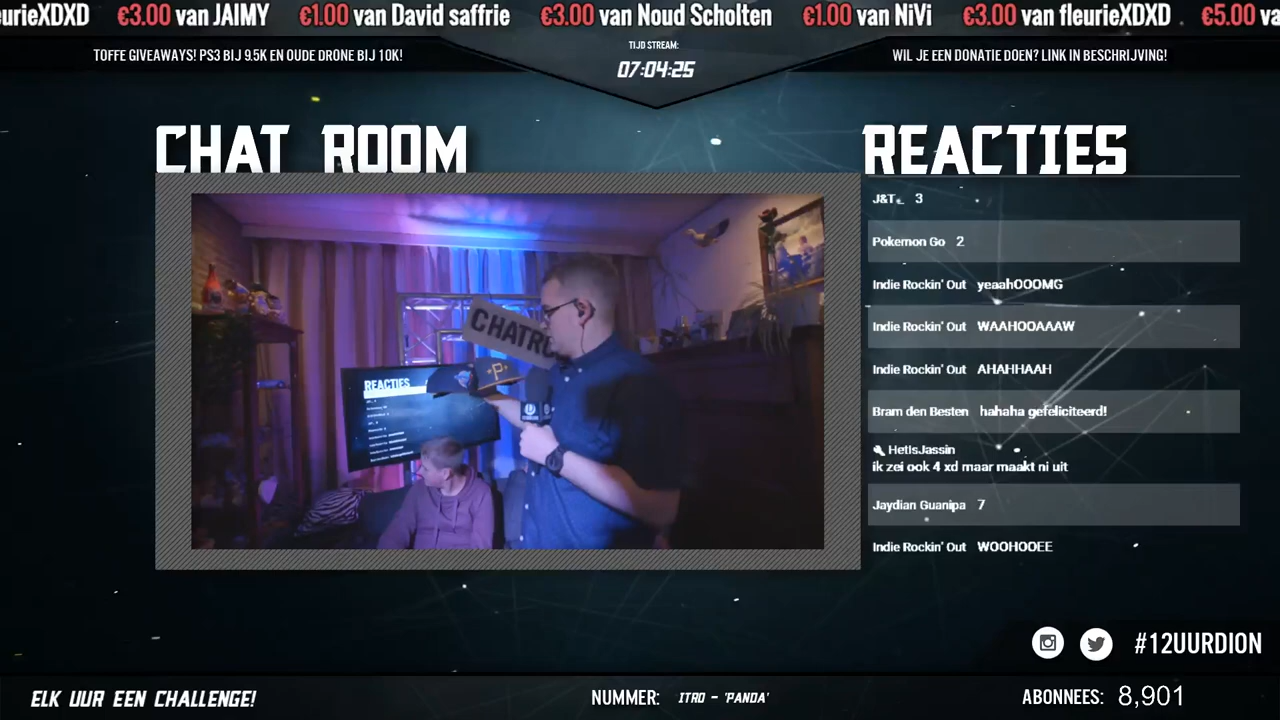 eurieXDXD €3.00 van JAIMY €1.00 van David saffrie €3.00 van Noud Scholten €1.00 van NiVi €3.00 van fleurieXDXD €5.00 va
TOFFE GIVEAWAYS! PS3 BIJ 9.5K EN OUDE DRONE BIJ 10K!
TIJD STREAM:
07:04:25
WIL JE EEN DONATIE DOEN? LINK IN BESCHRIJVING!
CHAT ROOM
REACTIES
J&T._ 3
Pokemon Go 2
Indie Rockin' Out yeaahOOOMG
Indie Rockin' Out WAAHOOAAAW
Indie Rockin' Out AHAHHAAH
Bram den Besten hahaha gefeliciteerd!
HetIsJassin
ik zei ook 4 xd maar maakt ni uit
Jaydian Guanipa 7
Indie Rockin' Out WOOHOOEE
CHATRO
P
REACTIES
#12UURDION
ELK UUR EEN CHALLENGE!
NUMMER: ITRO - 'PANDA'
ABONNEES: 8,901